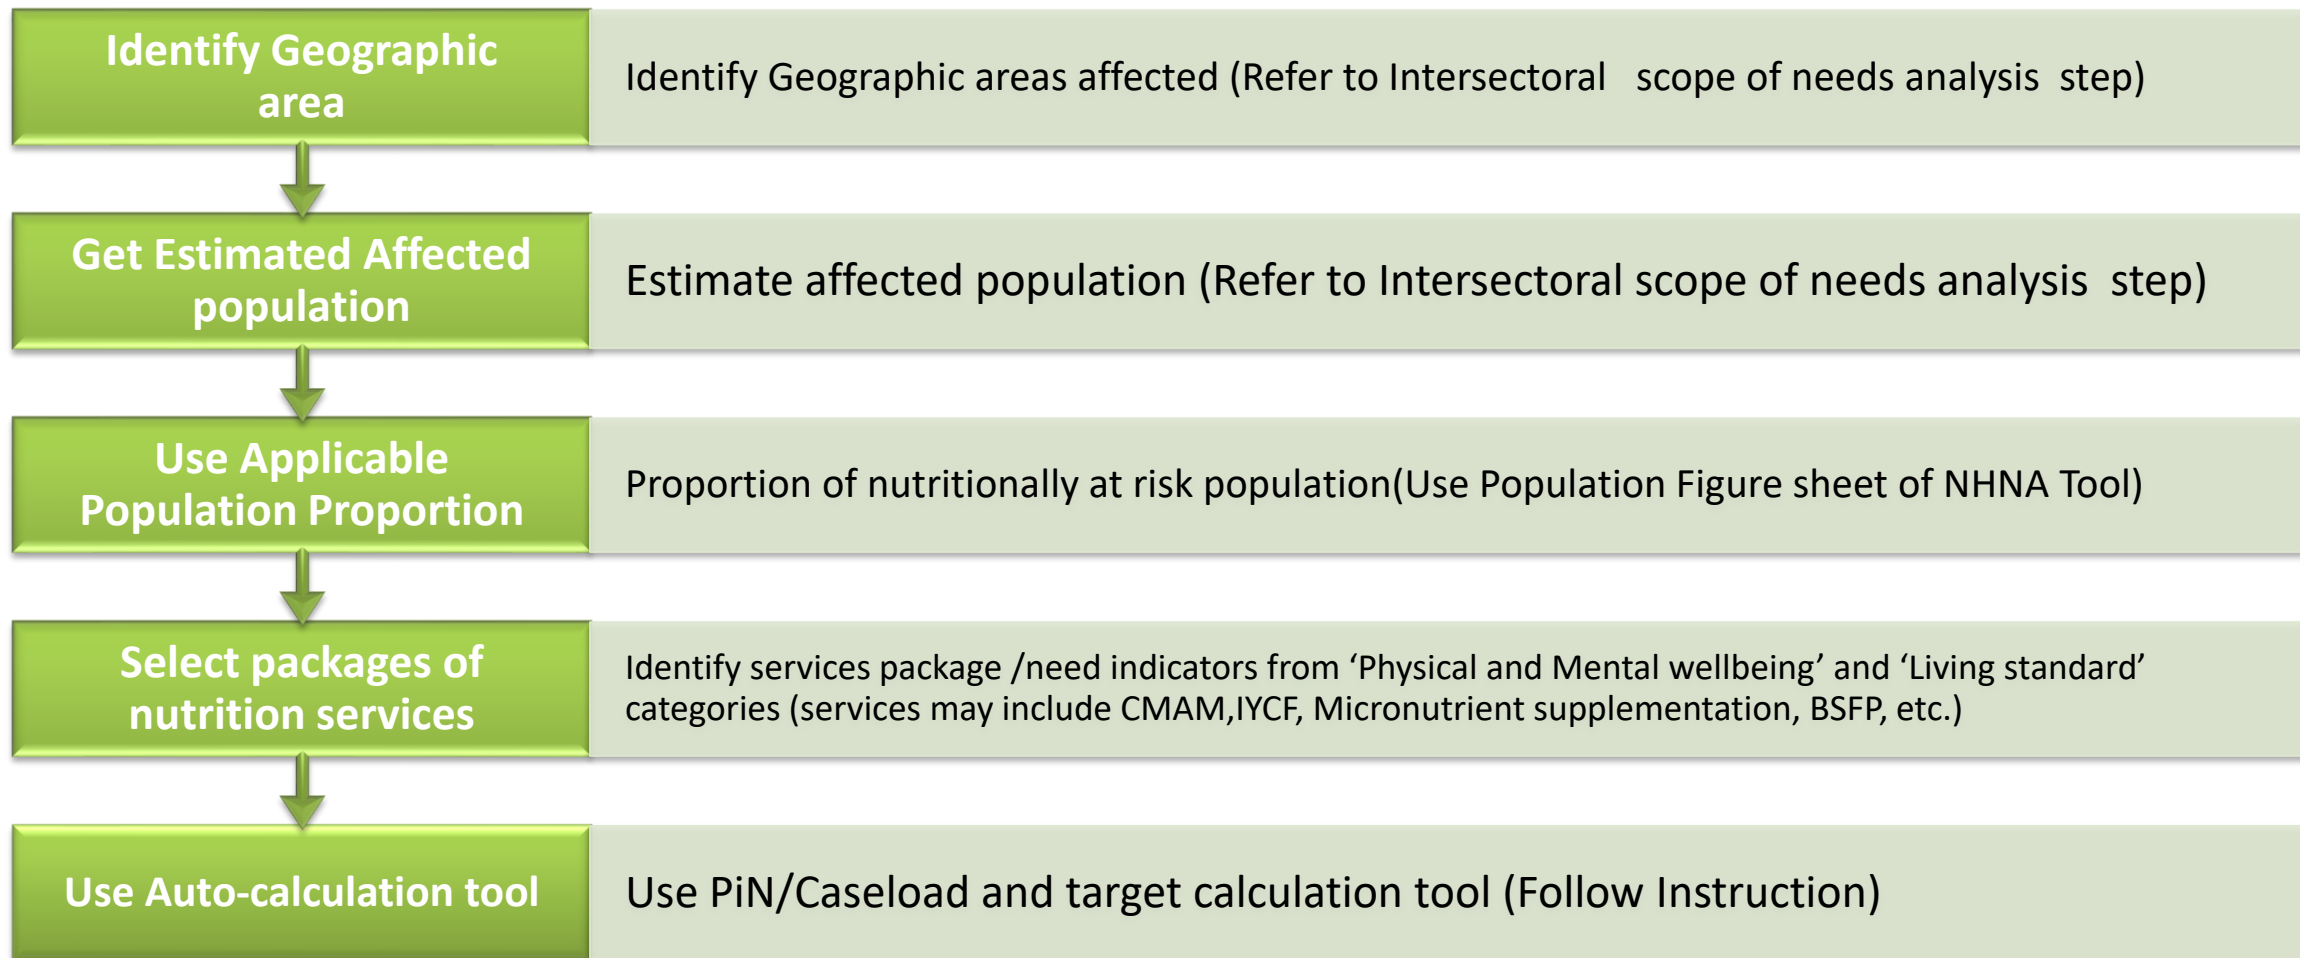 Identify Geographic
area
Identify Geographic areas affected (Refer to Intersectoral   scope of needs analysis  step)
Get Estimated Affected
population
Estimate affected population (Refer to Intersectoral scope of needs analysis  step)
Use Applicable
Population Proportion
Proportion of nutritionally at risk population(Use Population Figure sheet of NHNA Tool)
Select packages of
nutrition services
Identify services package /need indicators from ‘Physical and Mental wellbeing’ and ‘Living standard’
categories (services may include CMAM,IYCF, Micronutrient supplementation, BSFP, etc.)
Use Auto-calculation tool
Use PiN/Caseload and target calculation tool (Follow Instruction)